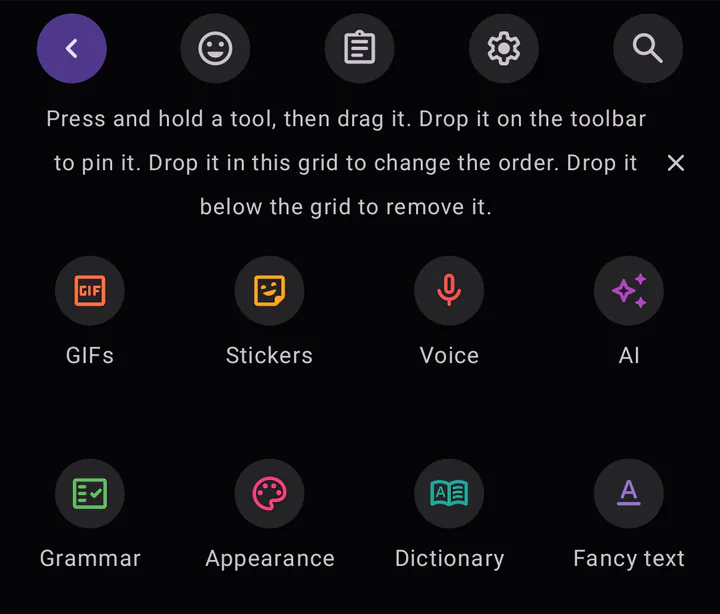 Press and hold a tool, then drag it. Drop it on the toolbar
to pin it. Drop it in this grid to change the order. Drop it
below the grid to remove it.
GIF
GIFs
Stickers
Voice
AI
A
A
Grammar
Appearance
Dictionary
Fancy text